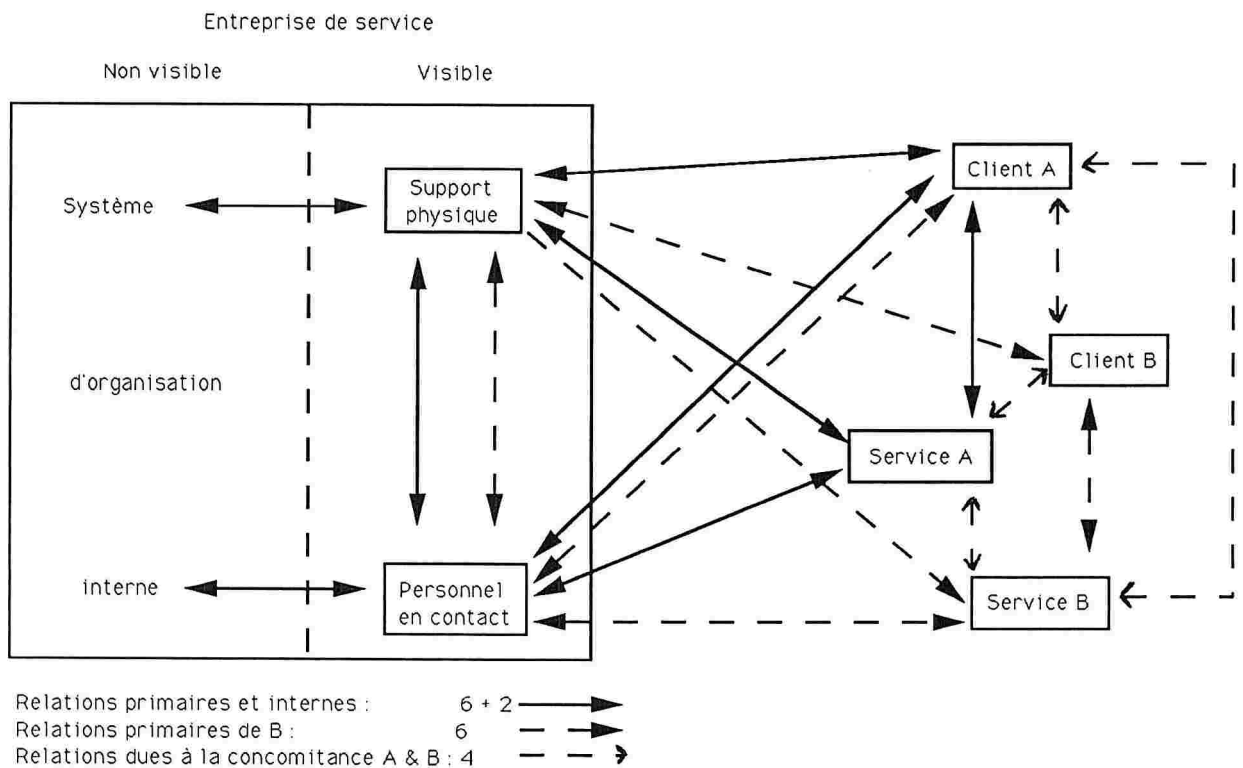 Entreprise de service
Non visible
Visible
Support
physique
Client A
Système
Client B
d'organisation
Service A
interne
Personnel
en contact
Service B
Relations primaires et internes : 6 + 2
Relations primaires de B : 6
Relations dues à la concomitance A & B : 4